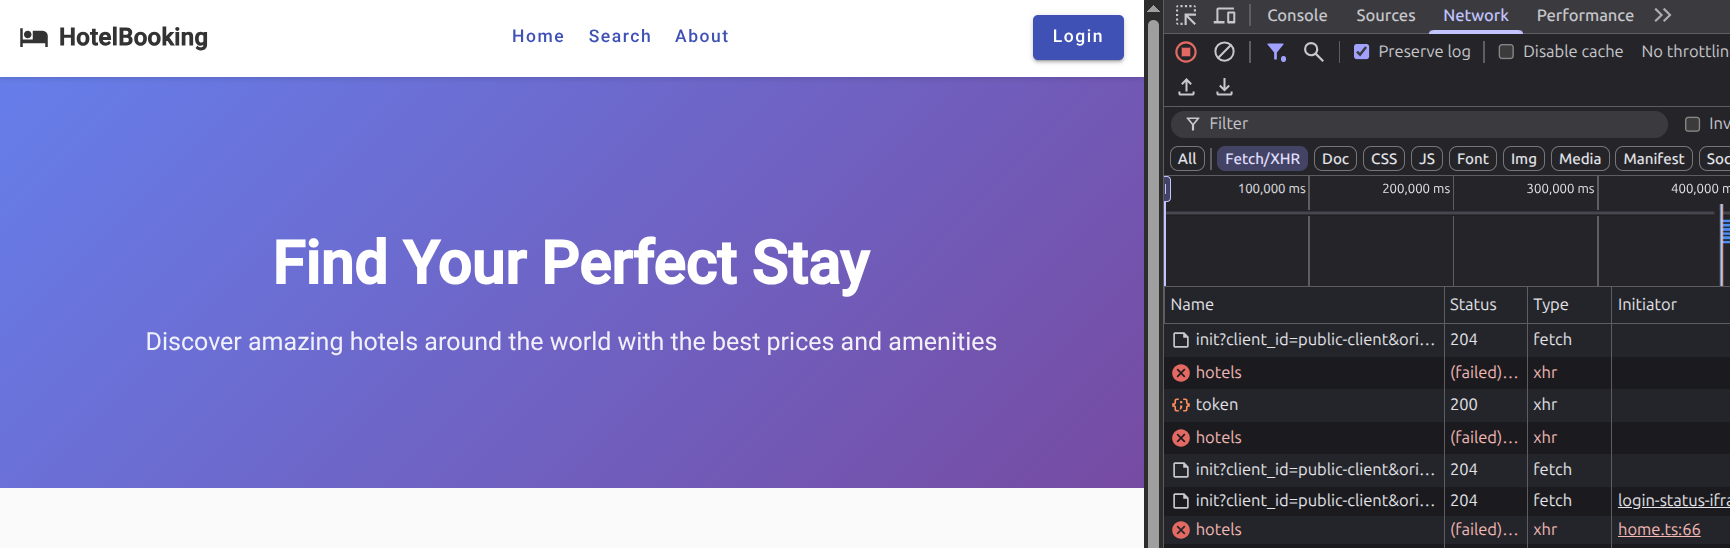 HotelBooking
Home Search About
Login
Find Your Perfect Stay
Discover amazing hotels around the world with the best prices and amenities
Console Sources Network Performance
Preserve log Disable cache No throttlin
Filter Inv
All Fetch/XHR Doc CSS JS Font Img Media Manifest Soc
100,000 ms 200,000 ms 300,000 ms 400,000 m
Name Status Type Initiator
init?client_id=public-client&ori... 204 fetch
hotels (failed)... xhr
token 200 xhr
hotels (failed)... xhr
init?client_id=public-client&ori... 204 fetch
init?client_id=public-client&ori... 204 fetch login-status-ifra
hotels (failed)... xhr home.ts:66